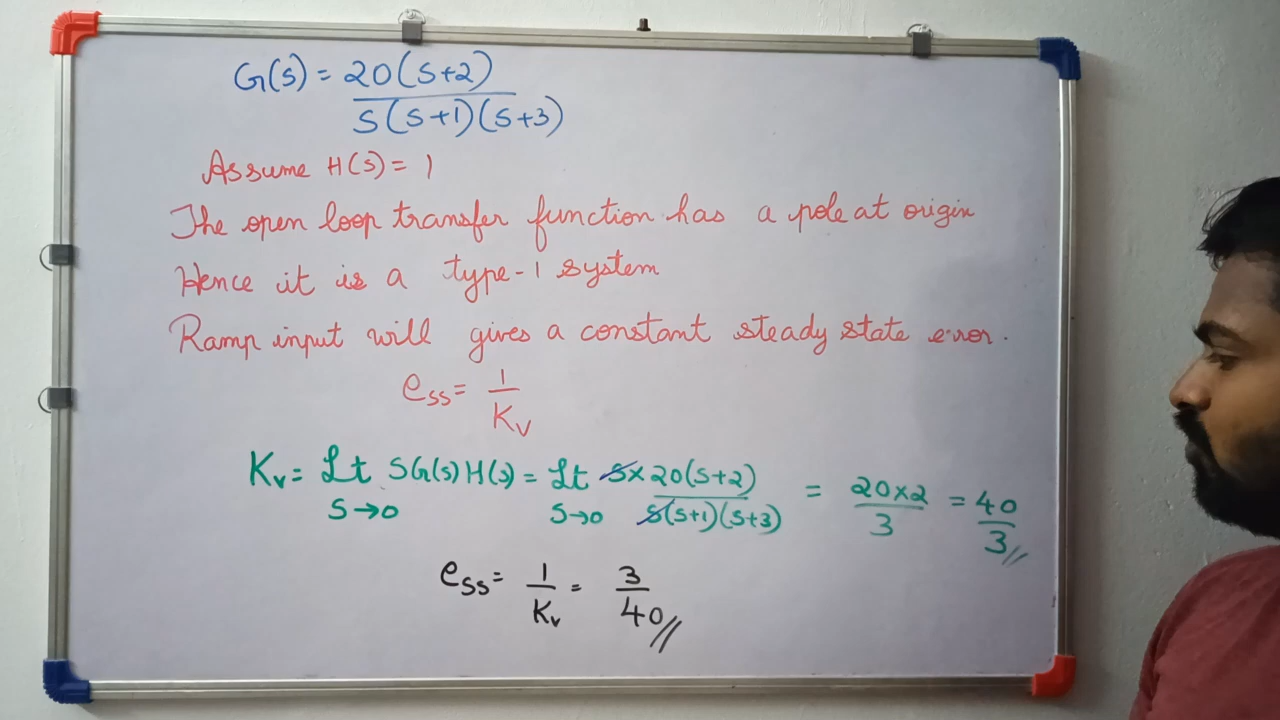 G(s) = 20(s+2)
s(s+1)(s+3)
Assume H(s) = 1
The open loop transfer function has a pole at origin
Hence it is a type-1 system
Ramp input will gives a constant steady state error.
ess = 1/Kv
Kv = Lt s→0 SG(s)H(s) = Lt s→0 s×20(s+2)/s(s+1)(s+3) = 20×2/3 = 40/3//
ess = 1/Kv = 3/40//